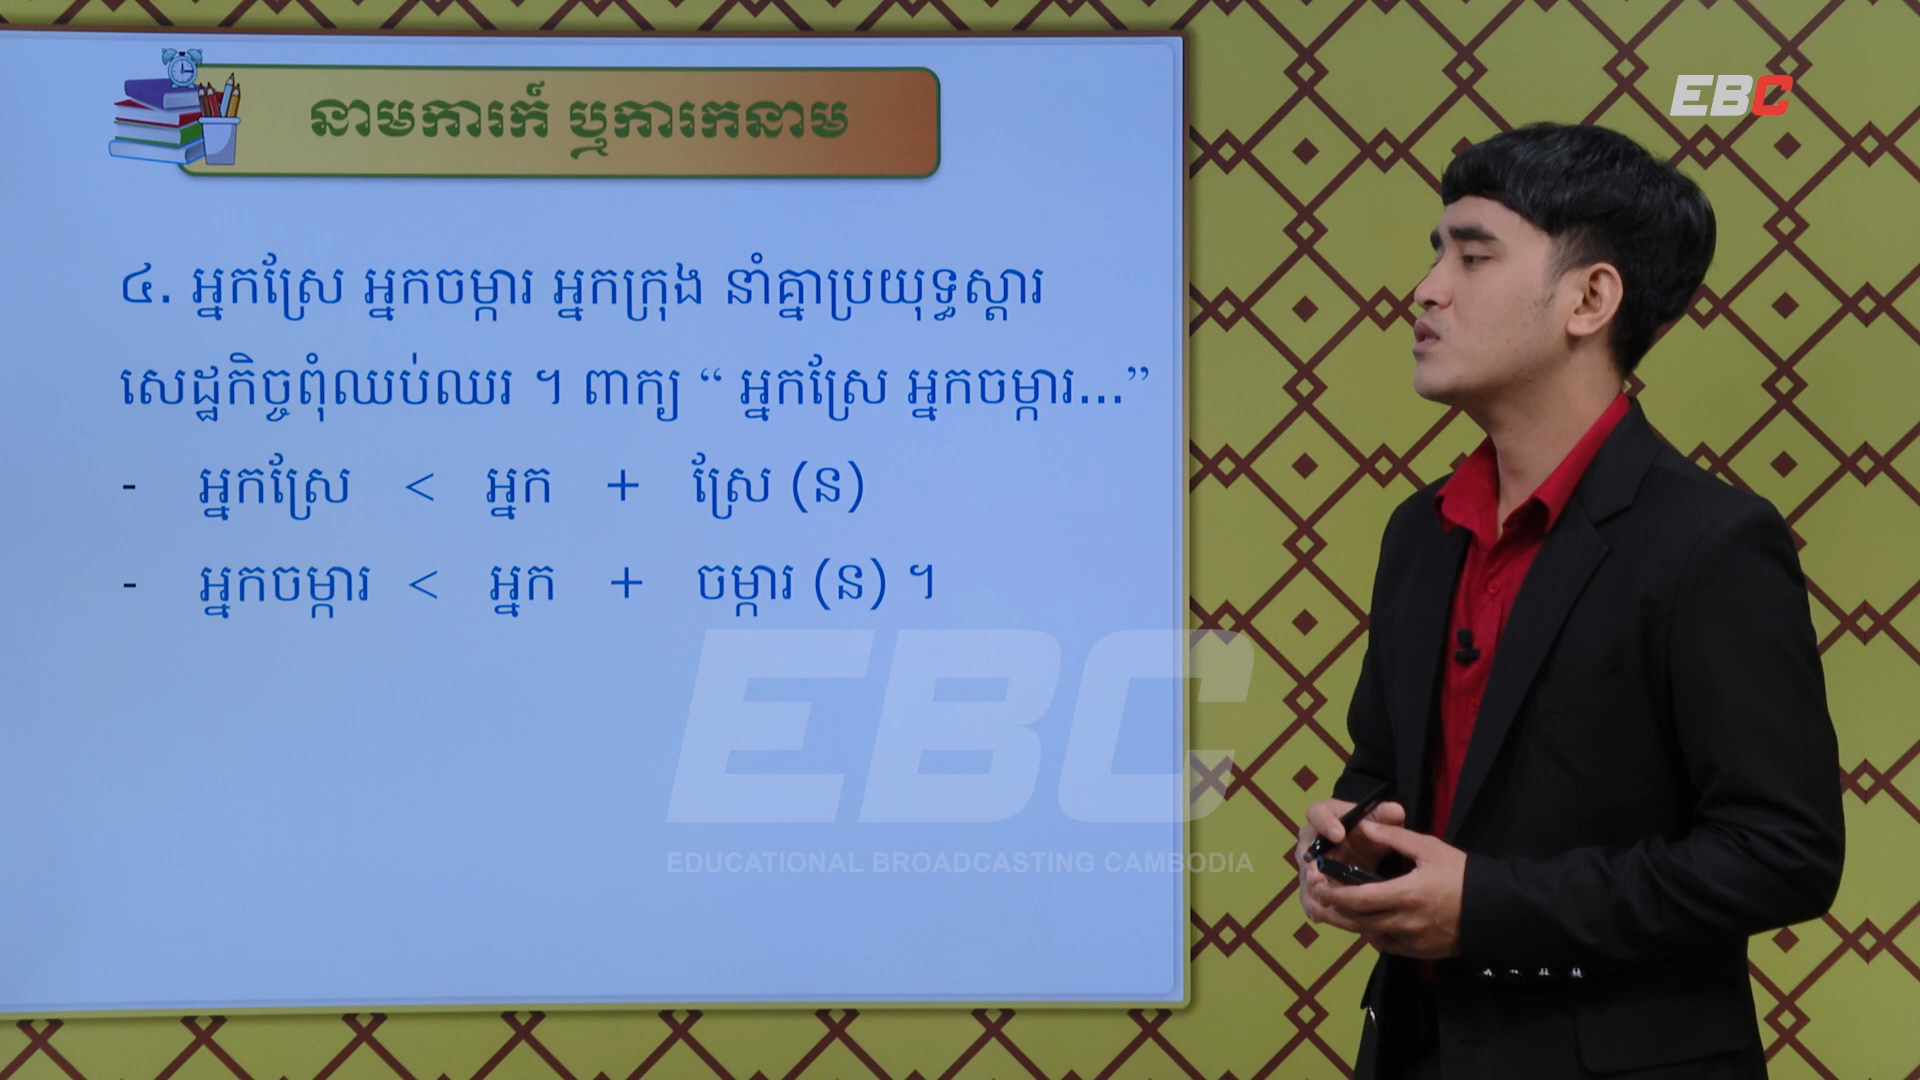 នាមការក៍ ឬការកនាម
EBC
៤. អ្នកស្រែ អ្នកចម្ការ អ្នកក្រុង នាំគ្នាប្រយុទ្ធស្តារ
សេដ្ឋកិច្ចពុំឈប់ឈរ ។ ពាក្យ “ អ្នកស្រែ អ្នកចម្ការ...”
- អ្នកស្រែ < អ្នក + ស្រែ (ន)
- អ្នកចម្ការ < អ្នក + ចម្ការ (ន) ។
EBC
EDUCATIONAL BROADCASTING CAMBODIA